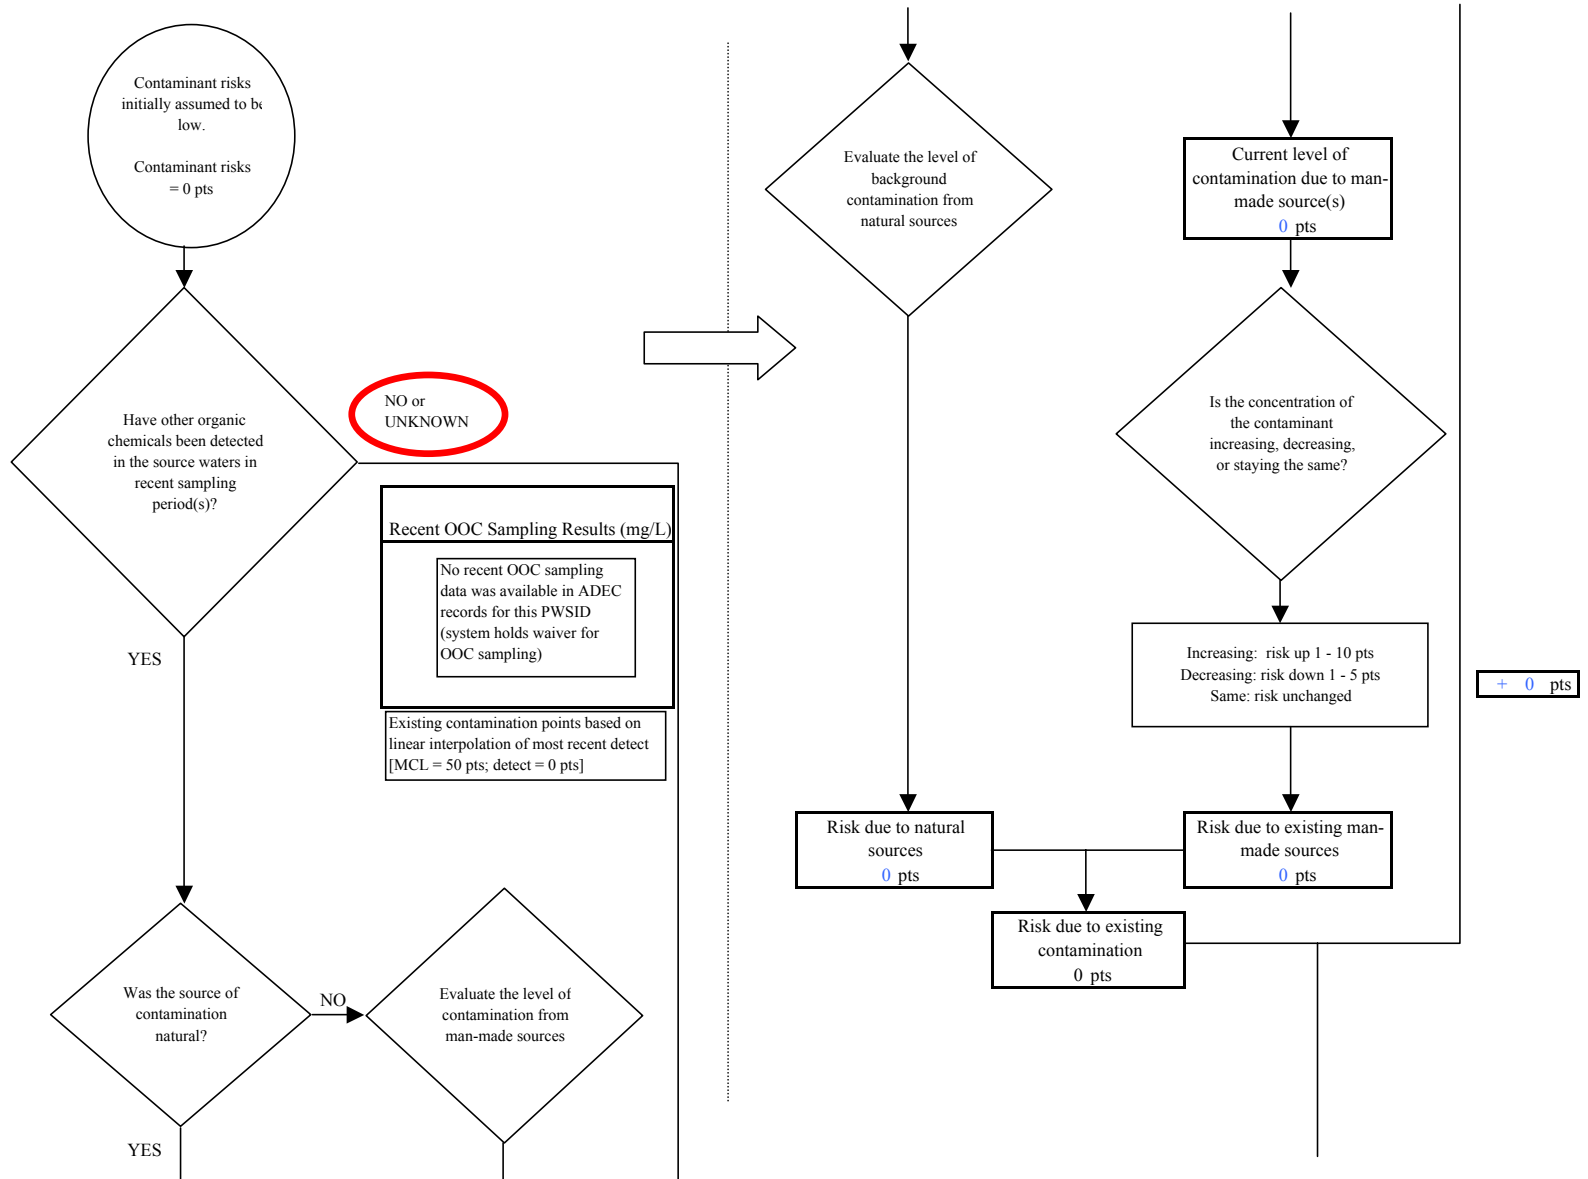 Contaminant risks
initially assumed to be
low.
Contaminant risks
= 0 pts
Have other organic
chemicals been detected
in the source waters in
recent sampling
period(s)?
NO or
UNKNOWN
Recent OOC Sampling Results (mg/L)
No recent OOC sampling
data was available in ADEC
records for this PWSID
(system holds waiver for
OOC sampling)
Existing contamination points based on
linear interpolation of most recent detect
[MCL = 50 pts; detect = 0 pts]
YES
Was the source of
contamination
natural?
NO
Evaluate the level of
contamination from
man-made sources
YES
Evaluate the level of
background
contamination from
natural sources
Current level of
contamination due to man-
made source(s)
0 pts
Is the concentration of
the contaminant
increasing, decreasing,
or staying the same?
Increasing: risk up 1 - 10 pts
Decreasing: risk down 1 - 5 pts
Same: risk unchanged
+ 0 pts
Risk due to natural
sources
0 pts
Risk due to existing man-
made sources
0 pts
Risk due to existing
contamination
0 pts